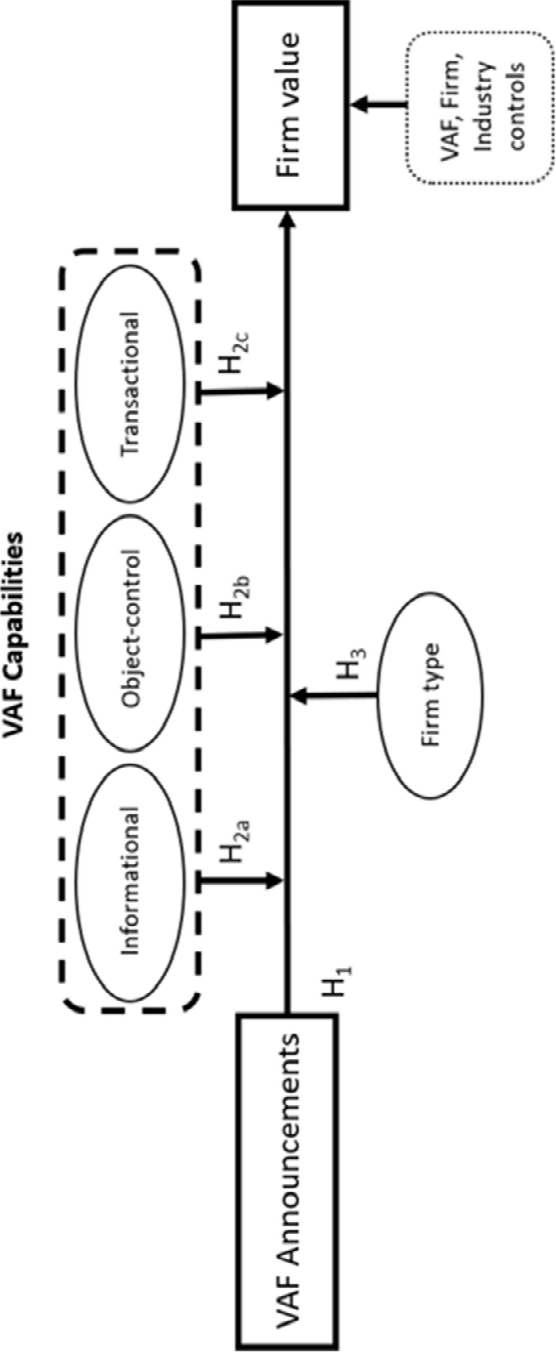 VAF Capabilities
Informational
Object-control
Transactional
H2a
H2b
H2c
VAF Announcements
H1
H3
Firm value
Firm type
VAF, Firm,
Industry
controls